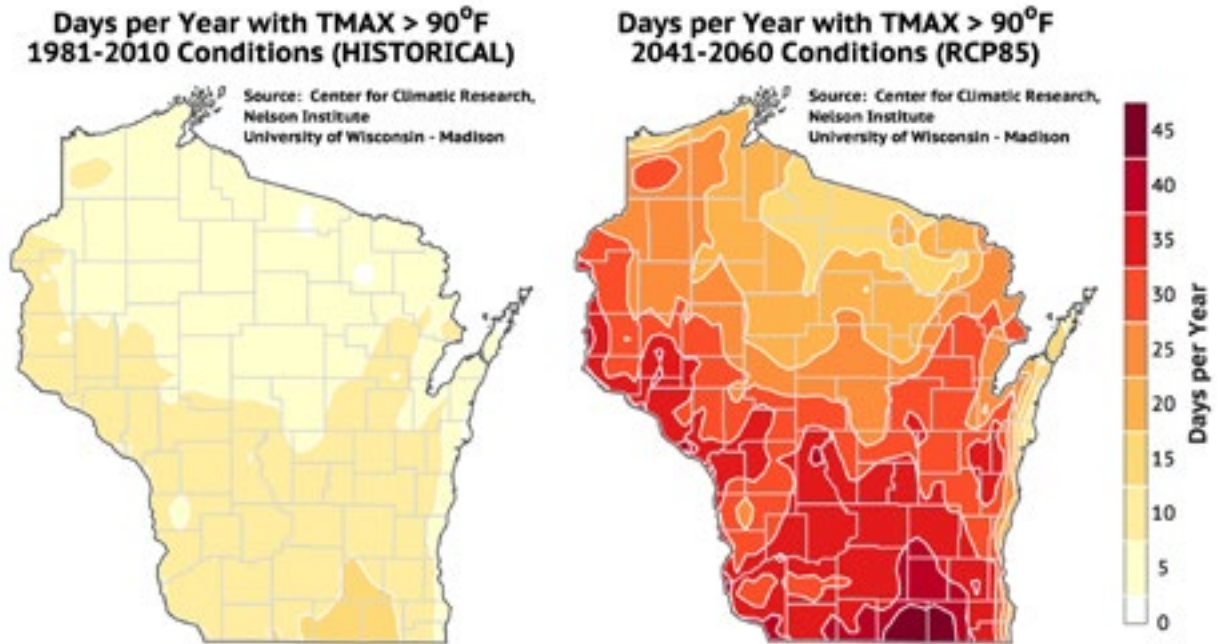 Days per Year with TMAX > 90°F
1981-2010 Conditions (HISTORICAL)
Source: Center for Climatic Research,
Nelson Institute
University of Wisconsin - Madison
Days per Year with TMAX > 90°F
2041-2060 Conditions (RCP85)
Source: Center for Climatic Research,
Nelson Institute
University of Wisconsin - Madison
45
40
35
30
25
20
15
10
5
0
Days per Year